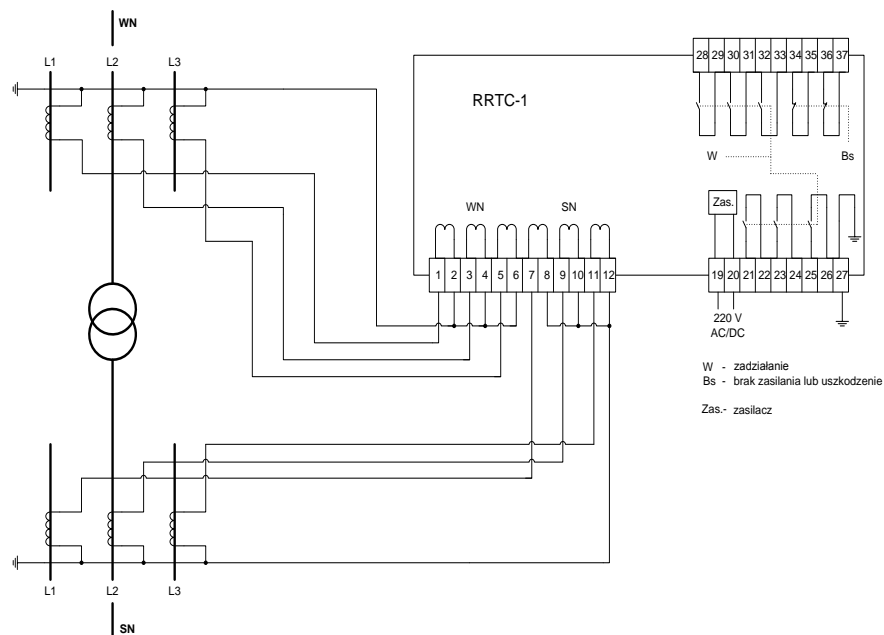 WN
L1 L2 L3
RRTC-1
28 29 30 31 32 33 34 35 36 37
W
Bs
Zas.
WN SN
1 2 3 4 5 6 7 8 9 10 11 12
19 20 21 22 23 24 25 26 27
220 V
AC/DC
W - zadziałanie
Bs - brak zasilania lub uszkodzenie
Zas.- zasilacz
L1 L2 L3
SN